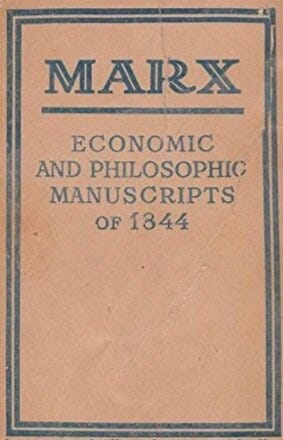 MARX
ECONOMIC
AND PHILOSOPHIC
MANUSCRIPTS
OF 1844